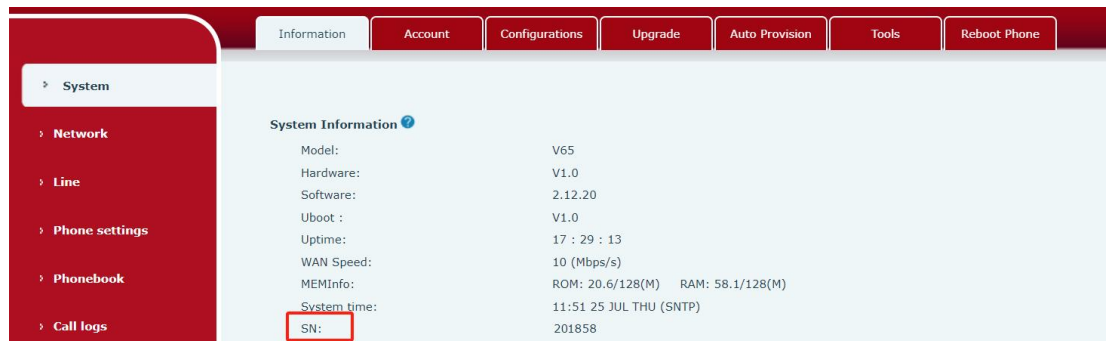 Information Account Configurations Upgrade Auto Provision Tools Reboot Phone
System
Network
Line
Phone settings
Phonebook
Call logs
System Information
Model: V65
Hardware: V1.0
Software: 2.12.20
Uboot : V1.0
Uptime: 17 : 29 : 13
WAN Speed: 10 (Mbps/s)
MEMInfo: ROM: 20.6/128(M) RAM: 58.1/128(M)
System time: 11:51 25 JUL THU (SNTP)
SN: 201858